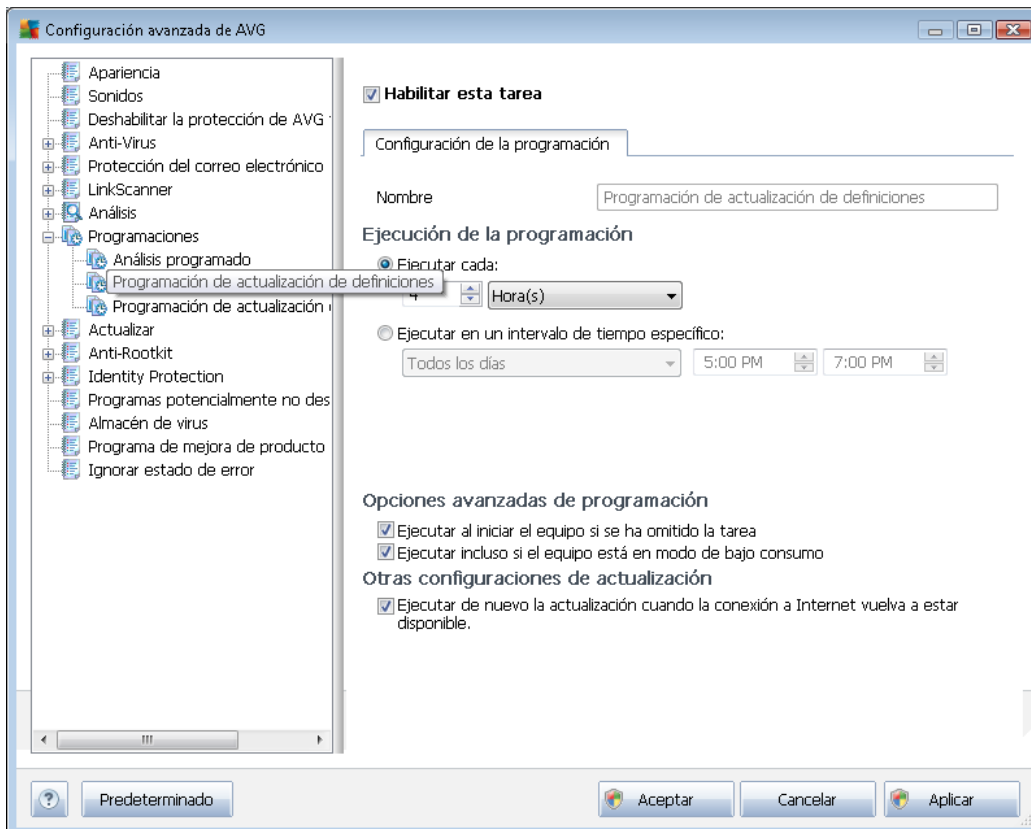 Configuración avanzada de AVG
Apariencia
Sonidos
Deshabilitar la protección de AVG
Anti-Virus
Protección del correo electrónico
LinkScanner
Análisis
Programaciones
Análisis programado
Programación de actualización de definiciones
Programación de actualización
Actualizar
Anti-Rootkit
Identity Protection
Programas potencialmente no des
Almacén de virus
Programa de mejora de producto
Ignorar estado de error
Habilitar esta tarea
Configuración de la programación
Nombre
Programación de actualización de definiciones
Ejecución de la programación
Ejecutar cada:
4
Hora(s)
Ejecutar en un intervalo de tiempo específico:
Todos los días
5:00 PM
7:00 PM
Opciones avanzadas de programación
Ejecutar al iniciar el equipo si se ha omitido la tarea
Ejecutar incluso si el equipo está en modo de bajo consumo
Otras configuraciones de actualización
Ejecutar de nuevo la actualización cuando la conexión a Internet vuelva a estar
disponible.
?
Predeterminado
Aceptar
Cancelar
Aplicar